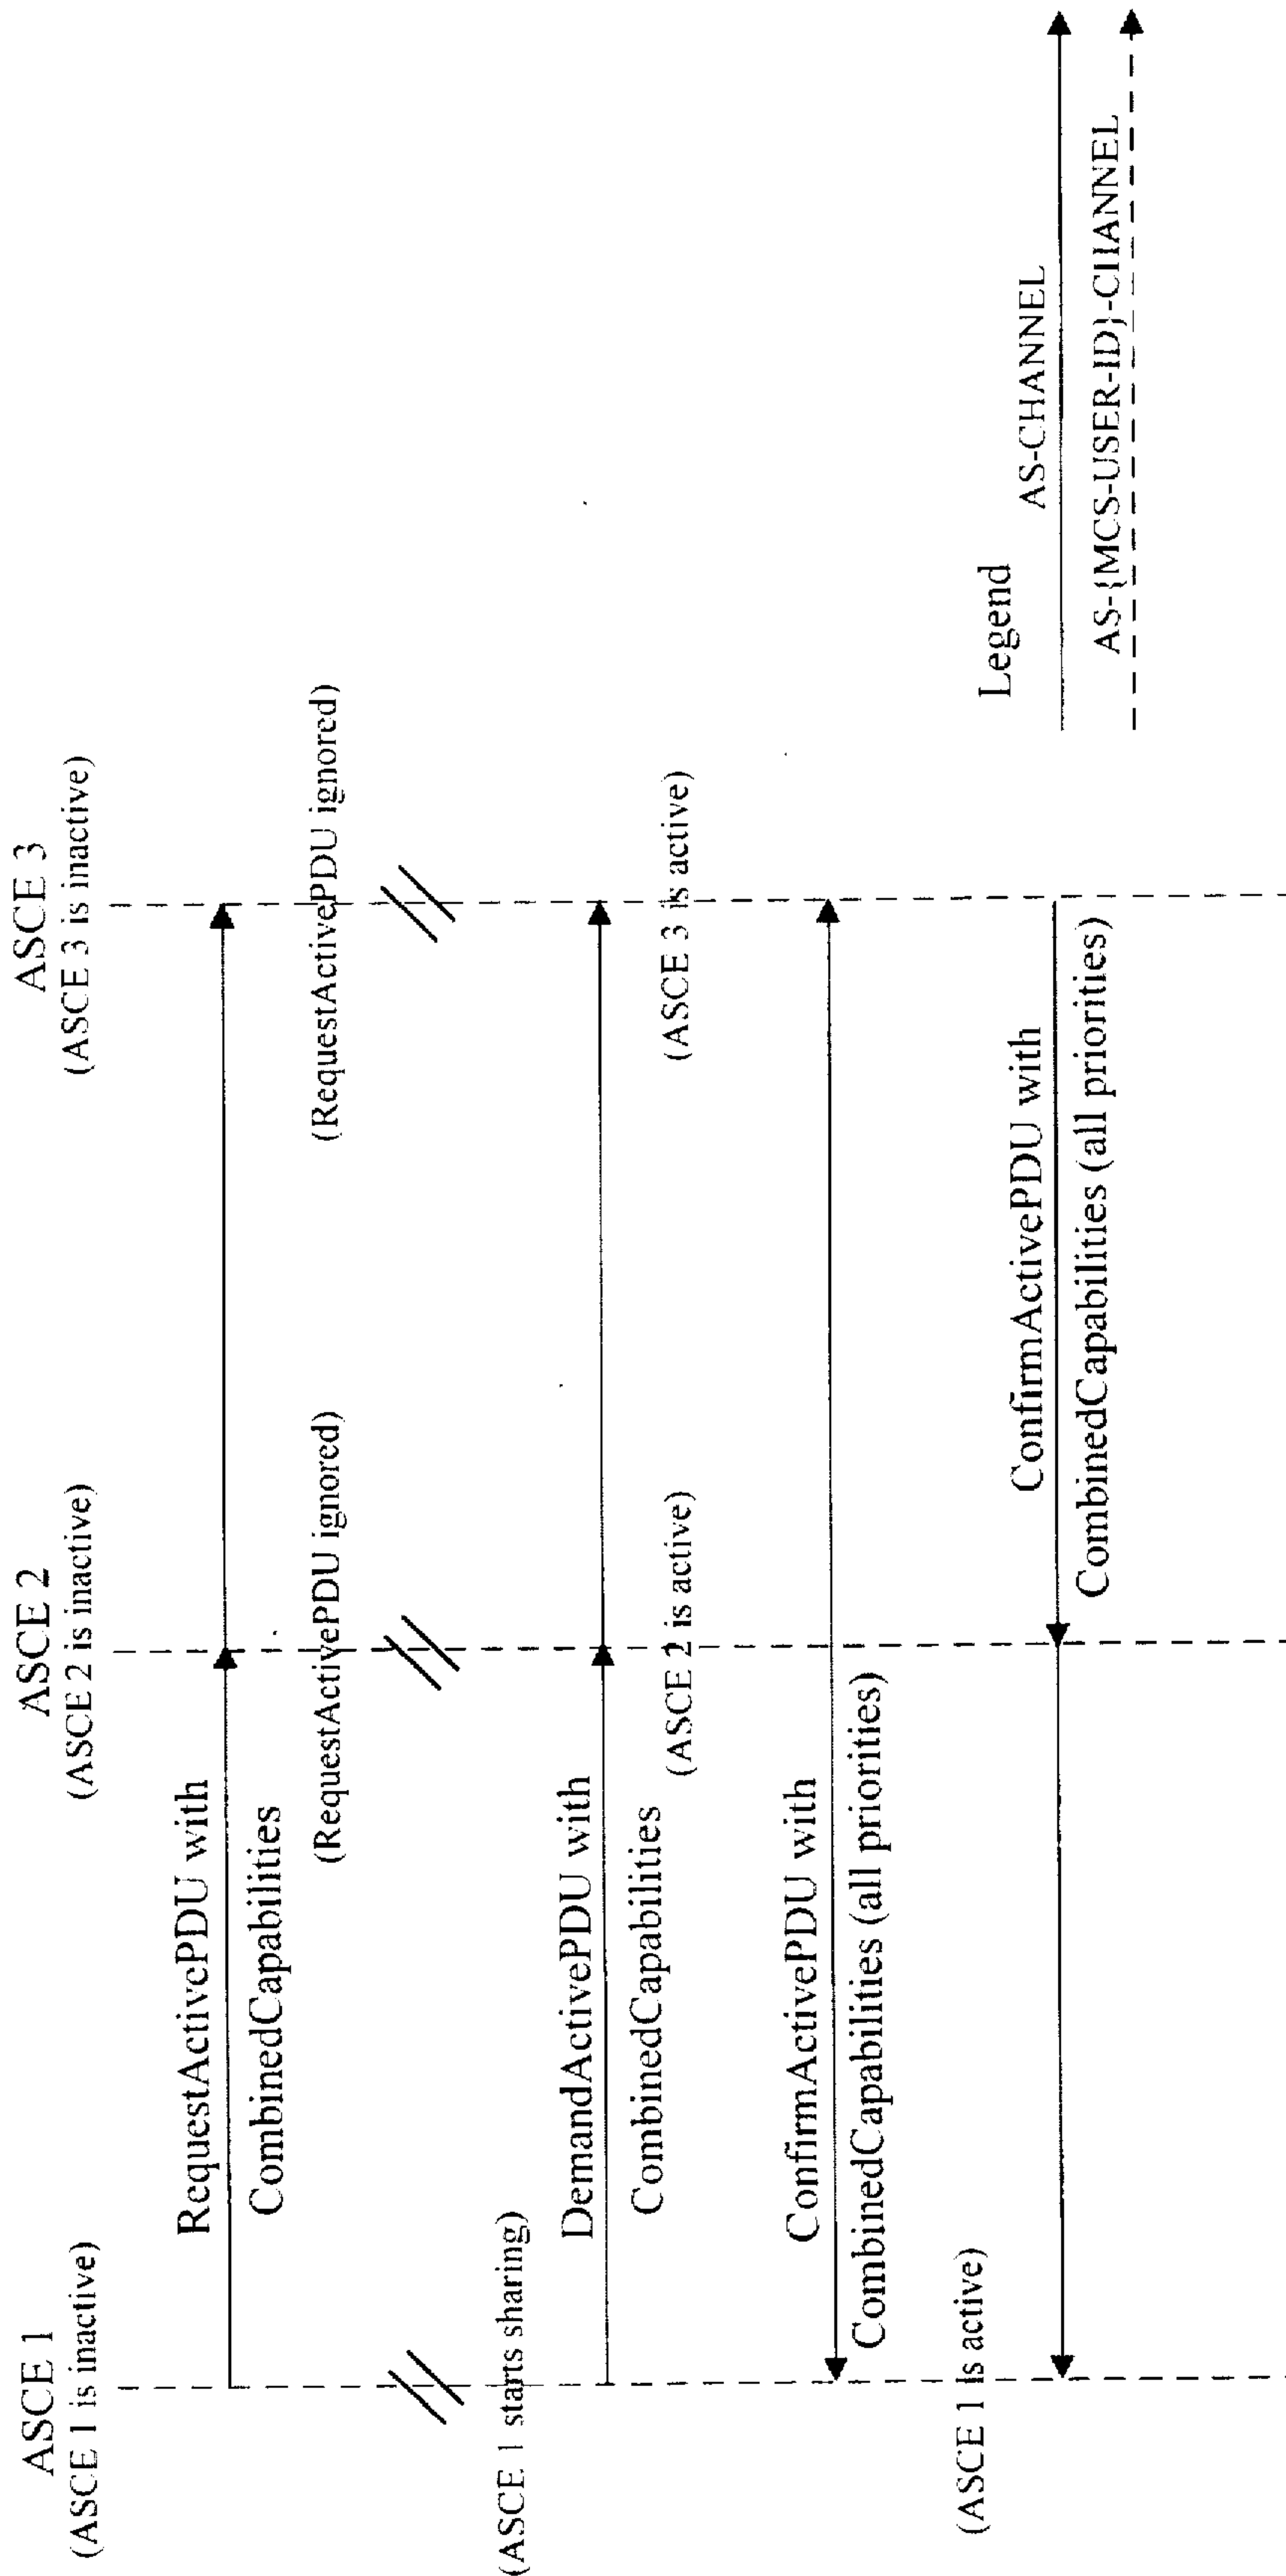 ASCE 1
(ASCE 1 is inactive)
ASCE 2
(ASCE 2 is inactive)
ASCE 3
(ASCE 3 is inactive)
RequestActivePDU with
CombinedCapabilities
(RequestActivePDU ignored)
(RequestActivePDU ignored)
(ASCE 1 starts sharing)
DemandActivePDU with
CombinedCapabilities
(ASCE 2 is active)
(ASCE 3 is active)
ConfirmActivePDU with
CombinedCapabilities (all priorities)
(ASCE 1 is active)
ConfirmActivePDU with
CombinedCapabilities (all priorities)
Legend
AS-CHANNEL
AS-{MCS-USER-ID}-CHANNEL